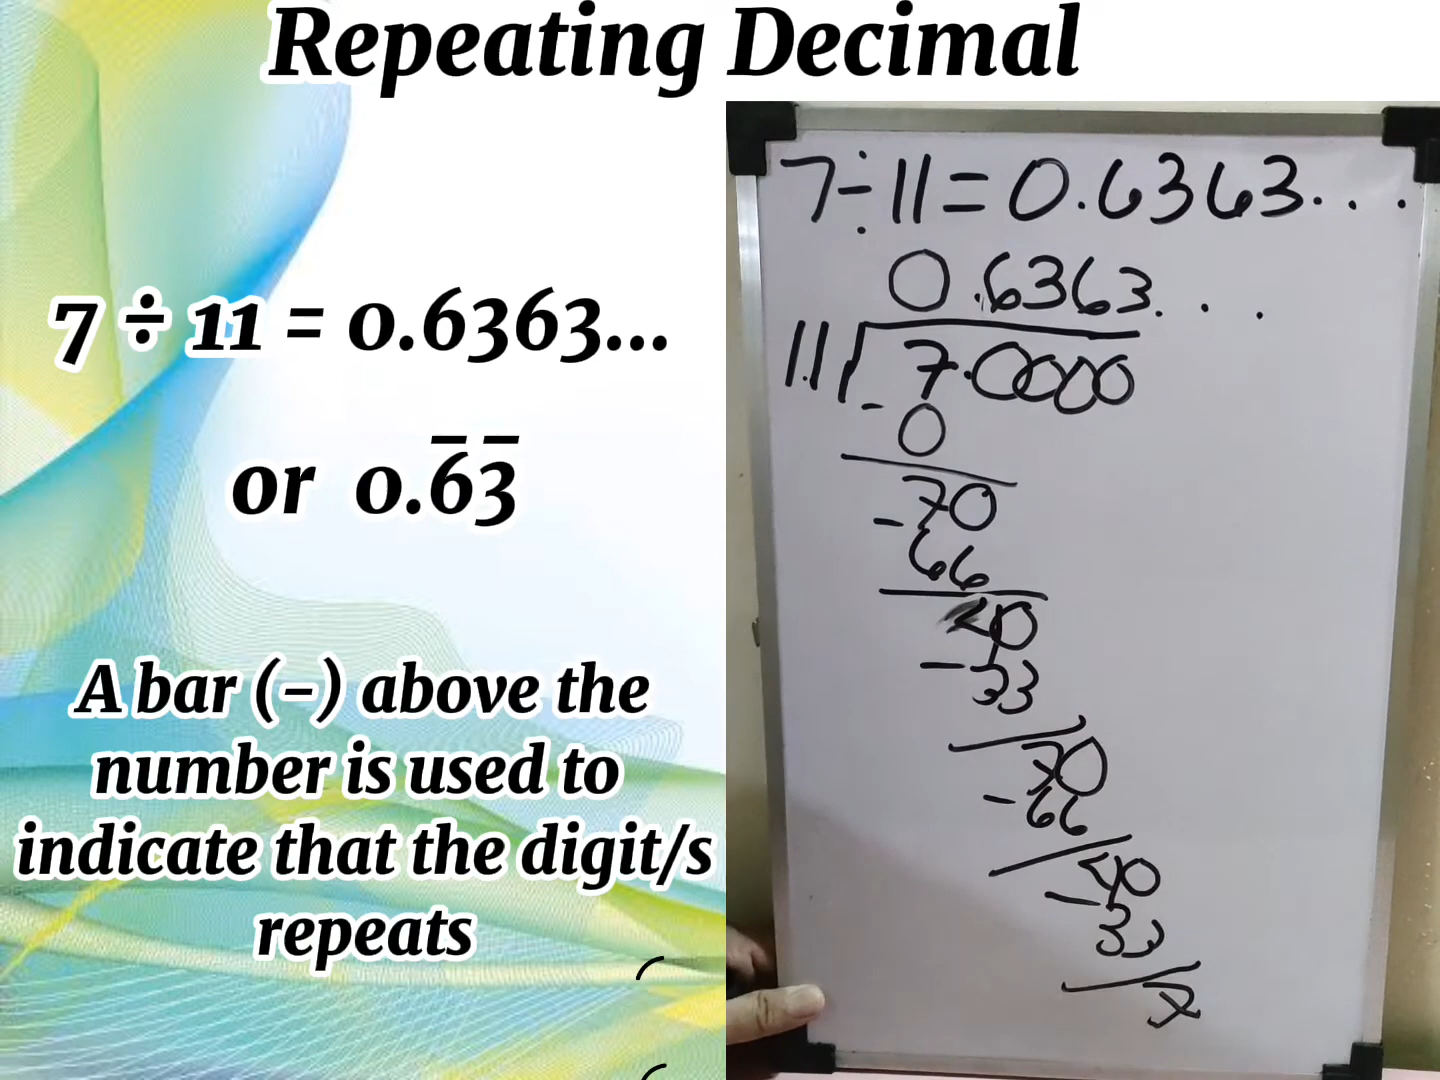 Repeating Decimal
7 ÷ 11 = 0.6363...
or 0.6̅3̅
A bar (–) above the
number is used to
indicate that the digit/s
repeats
7÷11=0.6363...
0.6363...
11 7.0000
-0
70
-66
40
-33
70
-66
40
-33
7